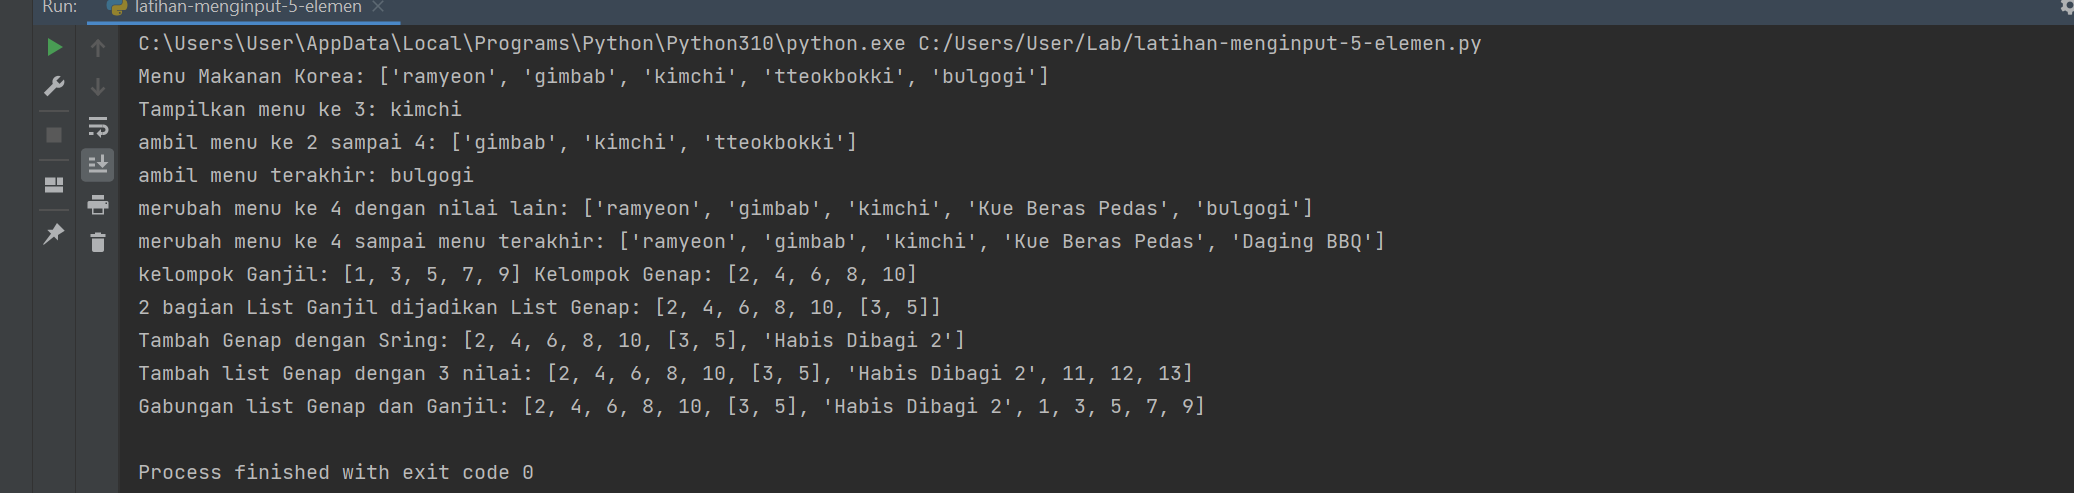 Run: latihan-menginput-5-elemen
C:\Users\User\AppData\Local\Programs\Python\Python310\python.exe C:/Users/User/Lab/latihan-menginput-5-elemen.py
Menu Makanan Korea: ['ramyeon', 'gimbab', 'kimchi', 'tteokbokki', 'bulgogi']
Tampilkan menu ke 3: kimchi
ambil menu ke 2 sampai 4: ['gimbab', 'kimchi', 'tteokbokki']
ambil menu terakhir: bulgogi
merubah menu ke 4 dengan nilai lain: ['ramyeon', 'gimbab', 'kimchi', 'Kue Beras Pedas', 'bulgogi']
merubah menu ke 4 sampai menu terakhir: ['ramyeon', 'gimbab', 'kimchi', 'Kue Beras Pedas', 'Daging BBQ']
kelompok Ganjil: [1, 3, 5, 7, 9] Kelompok Genap: [2, 4, 6, 8, 10]
2 bagian List Ganjil dijadikan List Genap: [2, 4, 6, 8, 10, [3, 5]]
Tambah Genap dengan Sring: [2, 4, 6, 8, 10, [3, 5], 'Habis Dibagi 2']
Tambah list Genap dengan 3 nilai: [2, 4, 6, 8, 10, [3, 5], 'Habis Dibagi 2', 11, 12, 13]
Gabungan list Genap dan Ganjil: [2, 4, 6, 8, 10, [3, 5], 'Habis Dibagi 2', 1, 3, 5, 7, 9]
Process finished with exit code 0